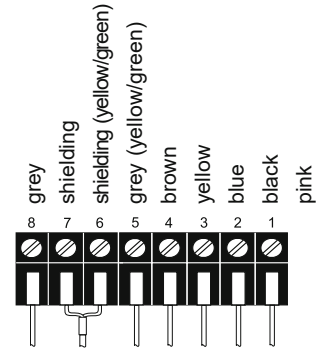 grey
shielding
shielding (yellow/green)
grey (yellow/green)
brown
yellow
blue
black
pink
8 7 6 5 4 3 2 1